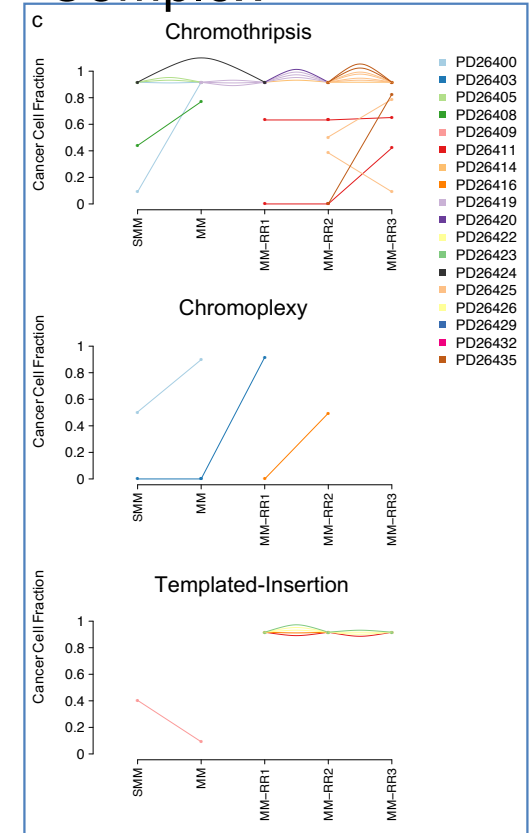 c
Chromothripsis
Cancer Cell Fraction
1
0.8
0.6
0.4
0.2
0
SMM
MM
MM–RR1
MM–RR2
MM–RR3
PD26400
PD26403
PD26405
PD26408
PD26409
PD26411
PD26414
PD26416
PD26419
PD26420
PD26422
PD26423
PD26424
PD26425
PD26426
PD26429
PD26432
PD26435
Chromoplexy
Cancer Cell Fraction
1
0.8
0.6
0.4
0.2
0
SMM
MM
MM–RR1
MM–RR2
MM–RR3
Templated-Insertion
Cancer Cell Fraction
1
0.8
0.6
0.4
0.2
0
SMM
MM
MM–RR1
MM–RR2
MM–RR3